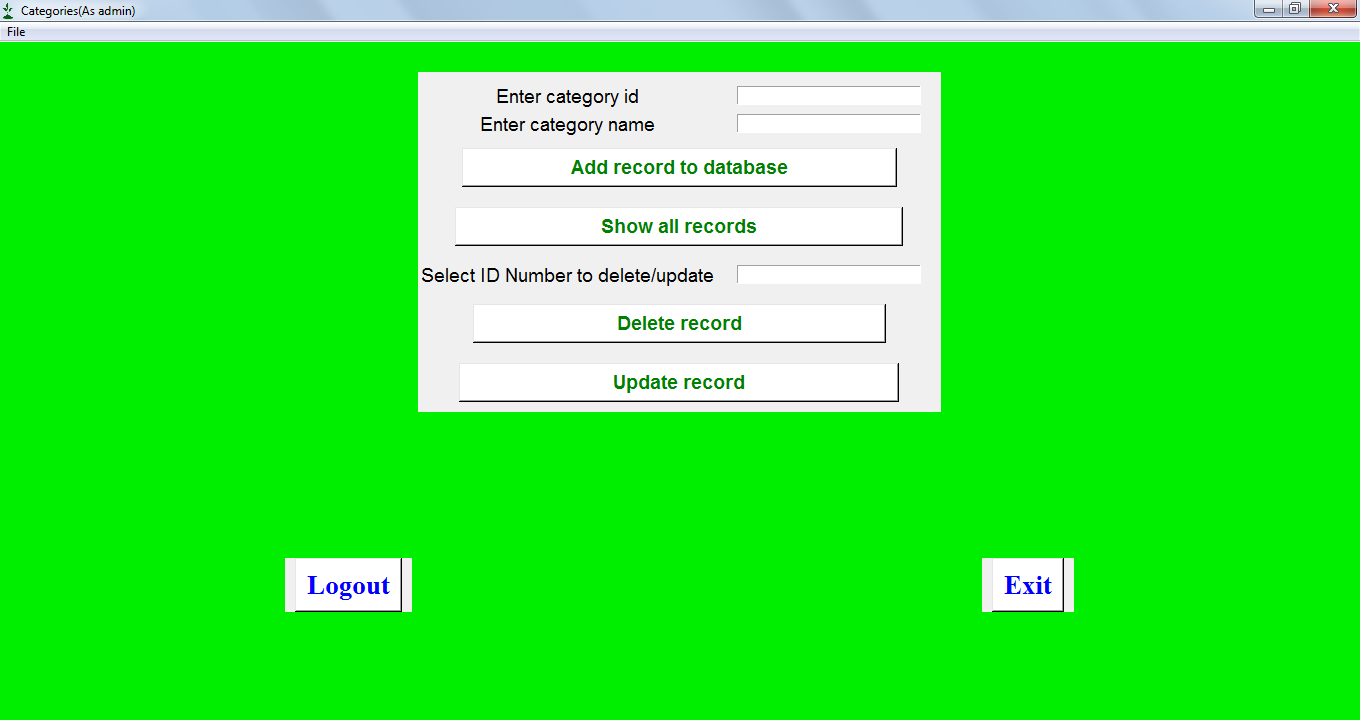 Categories(As admin)
File
Enter category id
Enter category name
Add record to database
Show all records
Select ID Number to delete/update
Delete record
Update record
Logout
Exit